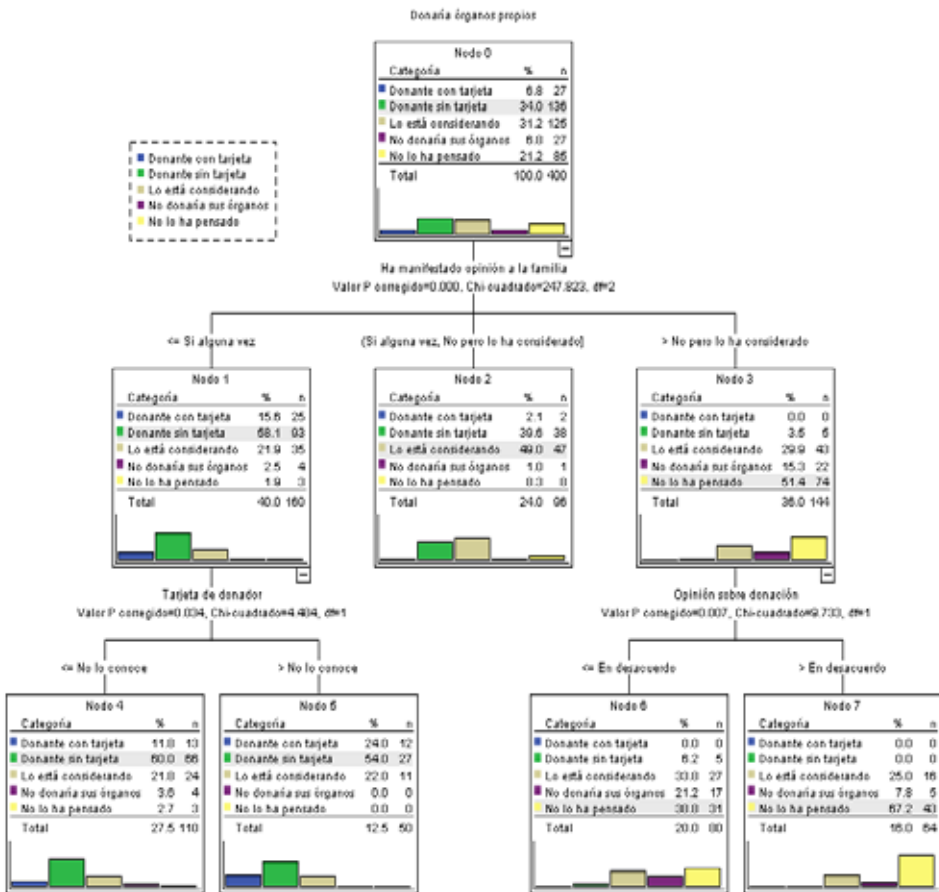 Donaría órganos propios
Nodo 0
Categoría % n
Donante con tarjeta 6.8 27
Donante sin tarjeta 34.0 136
Lo está considerando 31.2 125
No donaría sus órganos 6.8 27
No lo ha pensado 21.2 85
Total 100.0 400
Donante con tarjeta
Donante sin tarjeta
Lo está considerando
No donaría sus órganos
No lo ha pensado
Ha manifestado opinión a la familia
Valor P corregido=0.000, Chi-cuadrado=247.823, df=2
<= Si alguna vez
(Si alguna vez, No pero lo ha considerado]
> No pero lo ha considerado
Nodo 1
Categoría % n
Donante con tarjeta 15.6 25
Donante sin tarjeta 58.1 93
Lo está considerando 21.9 35
No donaría sus órganos 2.5 4
No lo ha pensado 1.9 3
Total 40.0 160
Nodo 2
Categoría % n
Donante con tarjeta 2.1 2
Donante sin tarjeta 39.6 38
Lo está considerando 49.0 47
No donaría sus órganos 1.0 1
No lo ha pensado 8.3 8
Total 24.0 96
Nodo 3
Categoría % n
Donante con tarjeta 0.0 0
Donante sin tarjeta 3.5 5
Lo está considerando 29.9 43
No donaría sus órganos 15.3 22
No lo ha pensado 51.4 74
Total 36.0 144
Tarjeta de donador
Valor P corregido=0.034, Chi-cuadrado=4.484, df=1
Opinión sobre donación
Valor P corregido=0.007, Chi-cuadrado=9.733, df=1
<= No lo conoce
> No lo conoce
<= En desacuerdo
> En desacuerdo
Nodo 4
Categoría % n
Donante con tarjeta 11.8 13
Donante sin tarjeta 60.0 66
Lo está considerando 21.8 24
No donaría sus órganos 3.6 4
No lo ha pensado 2.7 3
Total 27.5 110
Nodo 5
Categoría % n
Donante con tarjeta 24.0 12
Donante sin tarjeta 54.0 27
Lo está considerando 22.0 11
No donaría sus órganos 0.0 0
No lo ha pensado 0.0 0
Total 12.5 50
Nodo 6
Categoría % n
Donante con tarjeta 0.0 0
Donante sin tarjeta 6.2 5
Lo está considerando 33.8 27
No donaría sus órganos 21.2 17
No lo ha pensado 38.8 31
Total 20.0 80
Nodo 7
Categoría % n
Donante con tarjeta 0.0 0
Donante sin tarjeta 0.0 0
Lo está considerando 25.0 16
No donaría sus órganos 7.8 5
No lo ha pensado 67.2 43
Total 16.0 64